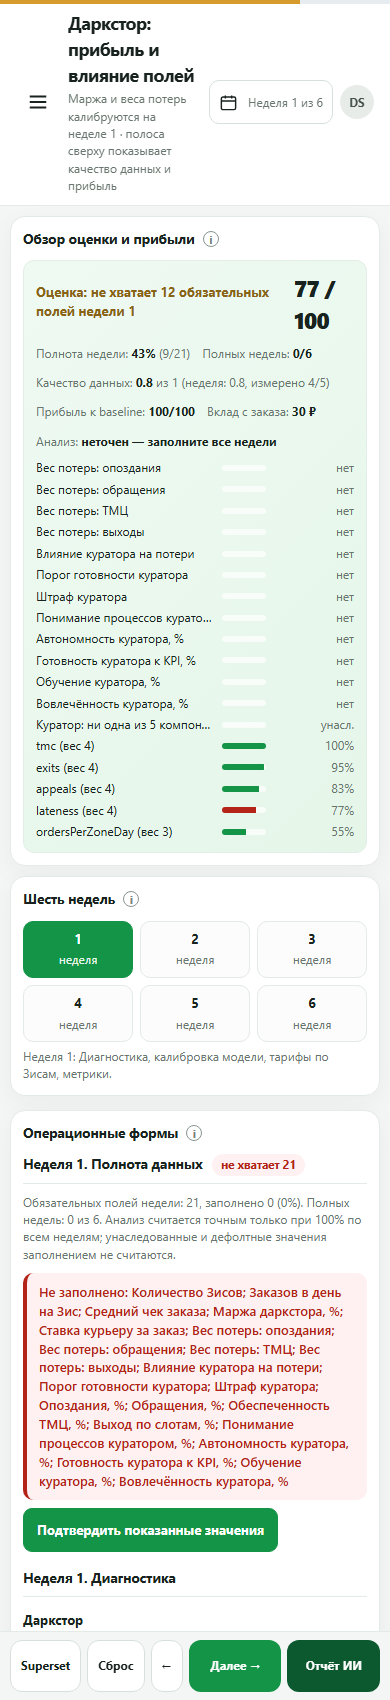 Даркстор:
прибыль и
влияние полей
Маржа и веса потерь
калибруются на
неделе 1 · полоса
сверху показывает
качество данных и
прибыль
Неделя 1 из 6
DS
Обзор оценки и прибыли
i
Оценка: не хватает 12 обязательных
полей недели 1
77 /
100
Полнота недели: 43% (9/21) Полных недель: 0/6
Качество данных: 0.8 из 1 (неделя: 0.8, измерено 4/5)
Прибыль к baseline: 100/100 Вклад с заказа: 30 ₽
Анализ: неточен — заполните все недели
Вес потерь: опоздания нет
Вес потерь: обращения нет
Вес потерь: ТМЦ нет
Вес потерь: выходы нет
Влияние куратора на потери нет
Порог готовности куратора нет
Штраф куратора нет
Понимание процессов курато... нет
Автономность куратора, % нет
Готовность куратора к KPI, % нет
Обучение куратора, % нет
Вовлечённость куратора, % нет
Куратор: ни одна из 5 компон... унасл.
tmc (вес 4) 100%
exits (вес 4) 95%
appeals (вес 4) 83%
lateness (вес 4) 77%
ordersPerZoneDay (вес 3) 55%
Шесть недель
i
1 2 3
неделя неделя неделя
4 5 6
неделя неделя неделя
Неделя 1: Диагностика, калибровка модели, тарифы по
Зисам, метрики.
Операционные формы
i
Неделя 1. Полнота данных не хватает 21
Обязательных полей недели: 21, заполнено 0 (0%). Полных
недель: 0 из 6. Анализ считается точным только при 100% по
всем неделям; унаследованные и дефолтные значения
заполнением не считаются.
Не заполнено: Количество Зисов; Заказов в день
на Зис; Средний чек заказа; Маржа даркстора, %;
Ставка курьеру за заказ; Вес потерь: опоздания;
Вес потерь: обращения; Вес потерь: ТМЦ; Вес
потерь: выходы; Влияние куратора на потери;
Порог готовности куратора; Штраф куратора;
Опоздания, %; Обращения, %; Обеспеченность
ТМЦ, %; Выход по слотам, %; Понимание
процессов куратором, %; Автономность куратора,
%; Готовность куратора к KPI, %; Обучение
куратора, %; Вовлечённость куратора, %
Подтвердить показанные значения
Неделя 1. Диагностика
Даркстор
Superset Сброс ← Далее → Отчёт ИИ